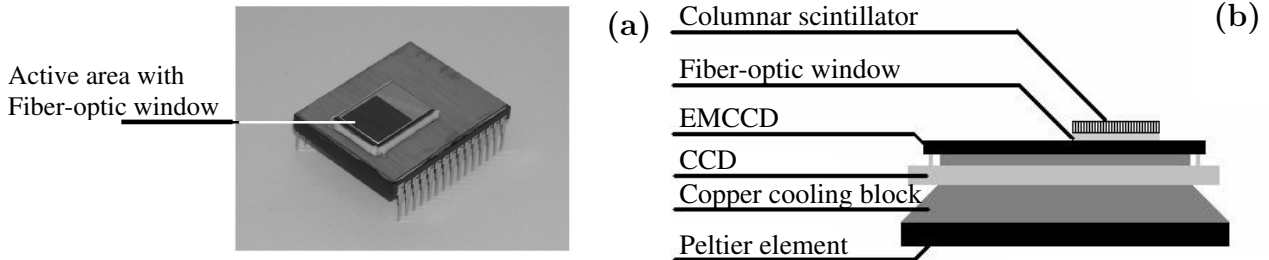 Active area with
Fiber-optic window
(a)
Columnar scintillator
(b)
Fiber-optic window
EMCCD
CCD
Copper cooling block
Peltier element